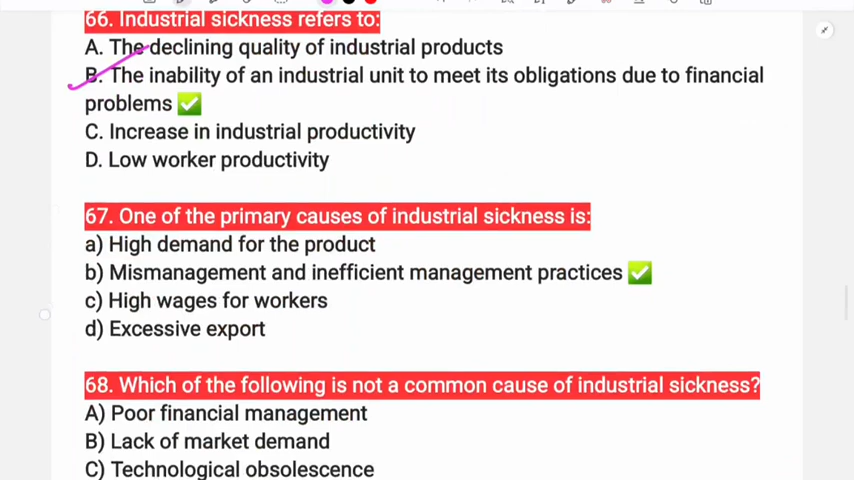 66. Industrial sickness refers to:
A. The declining quality of industrial products
B. The inability of an industrial unit to meet its obligations due to financial
problems ✅
C. Increase in industrial productivity
D. Low worker productivity
67. One of the primary causes of industrial sickness is:
a) High demand for the product
b) Mismanagement and inefficient management practices ✅
c) High wages for workers
d) Excessive export
68. Which of the following is not a common cause of industrial sickness?
A) Poor financial management
B) Lack of market demand
C) Technological obsolescence